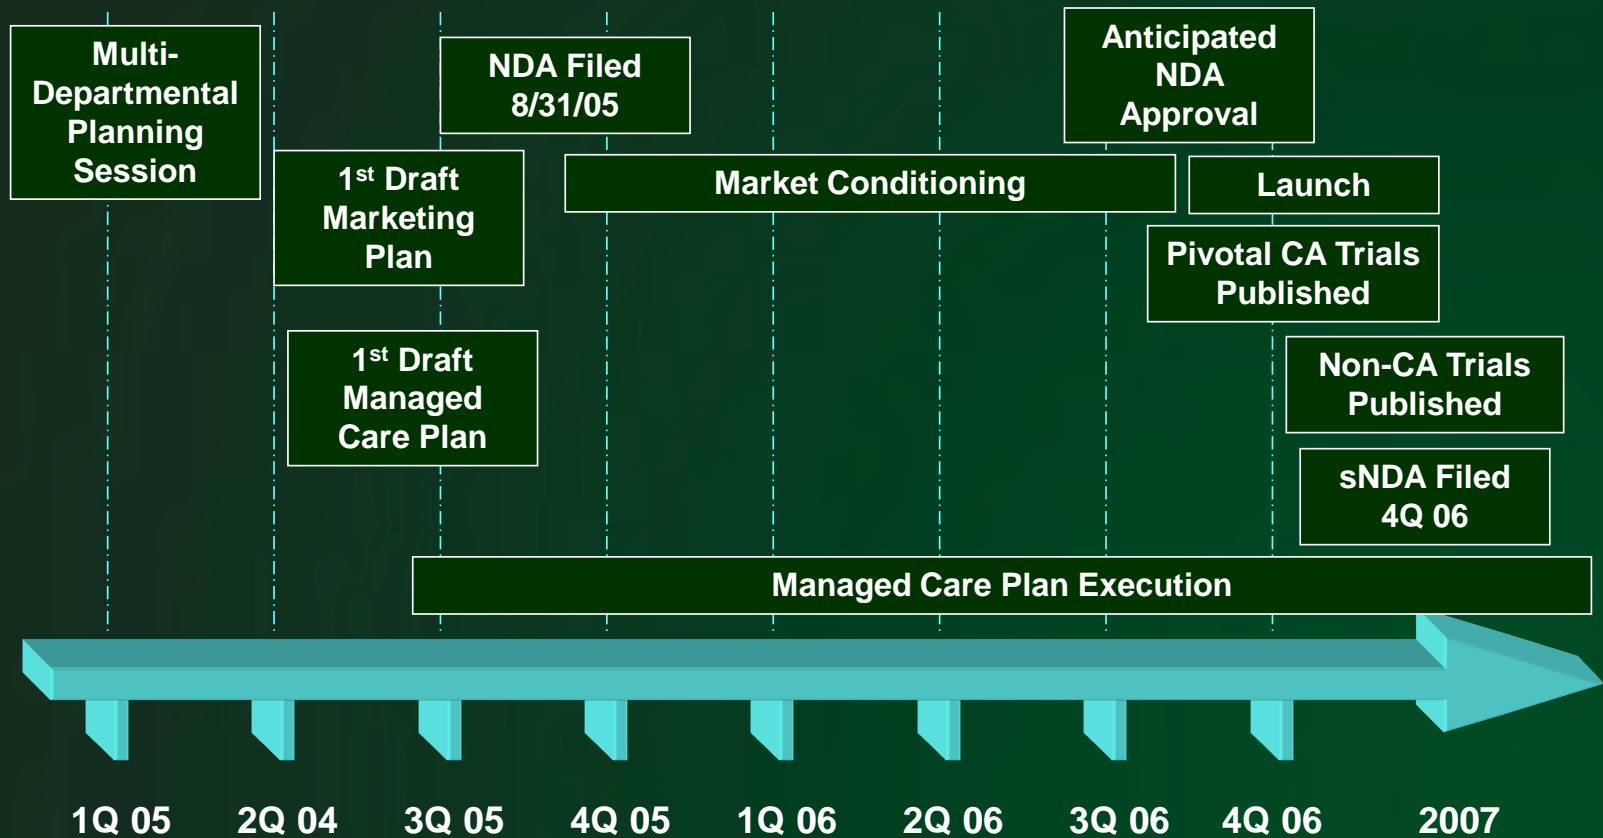 Multi-
Departmental
Planning
Session
NDA Filed
8/31/05
Anticipated
NDA
Approval
1st Draft
Marketing
Plan
Market Conditioning
Launch
Pivotal CA Trials
Published
1st Draft
Managed
Care Plan
Non-CA Trials
Published
sNDA Filed
4Q 06
Managed Care Plan Execution
1Q 05
2Q 04
3Q 05
4Q 05
1Q 06
2Q 06
3Q 06
4Q 06
2007